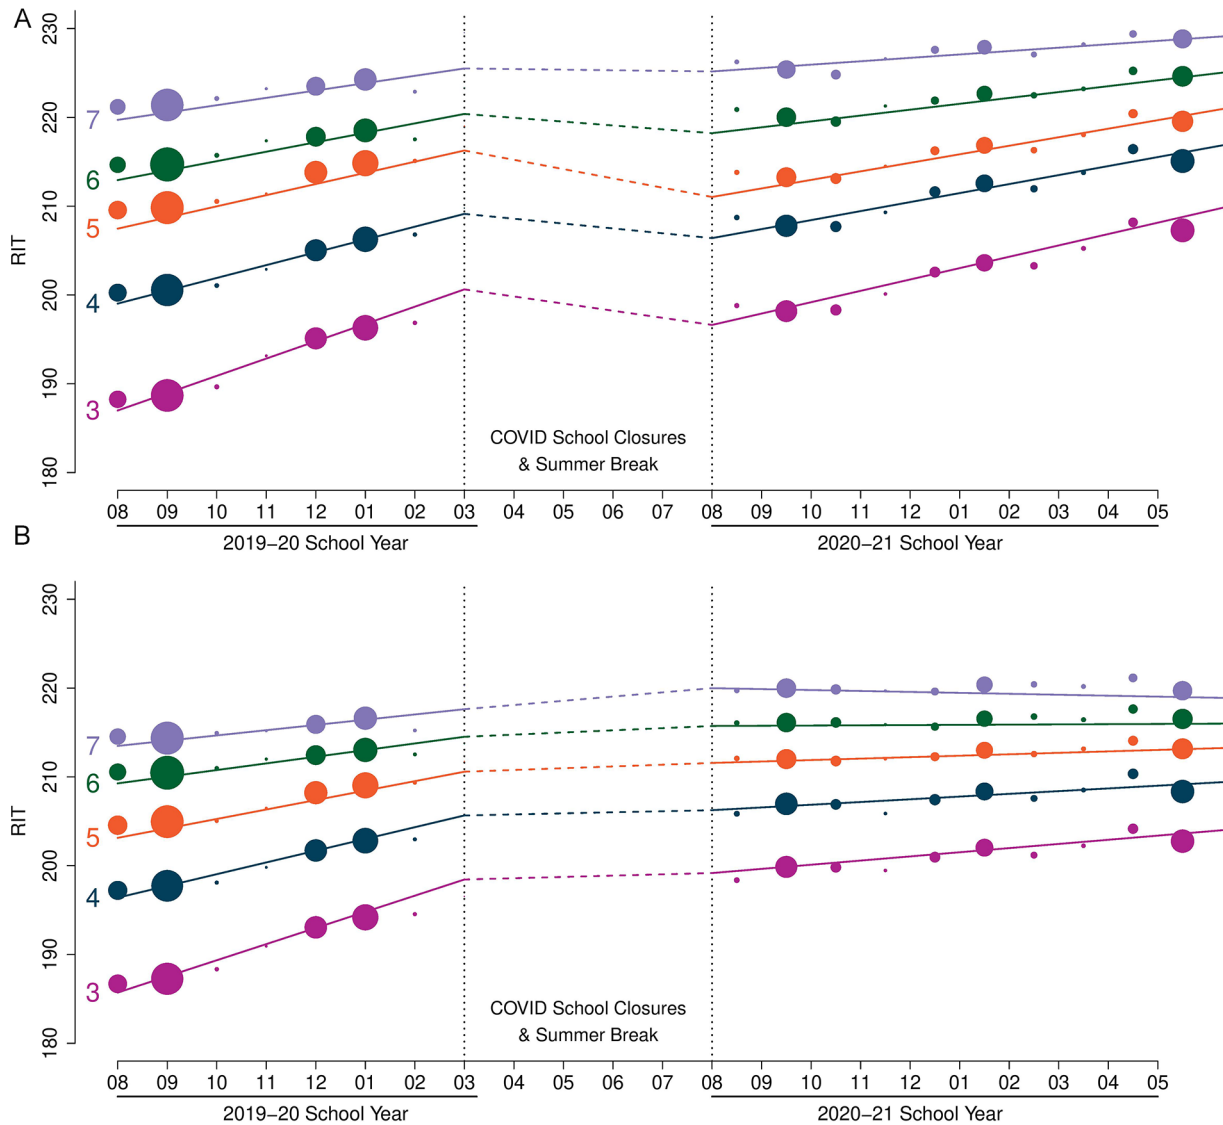 A
230
220
210
200
190
180
RIT
7
6
5
4
3
COVID School Closures
& Summer Break
08 09 10 11 12 01 02 03 04 05 06 07 08 09 10 11 12 01 02 03 04 05
2019–20 School Year 2020–21 School Year
B
230
220
210
200
190
180
RIT
7
6
5
4
3
COVID School Closures
& Summer Break
08 09 10 11 12 01 02 03 04 05 06 07 08 09 10 11 12 01 02 03 04 05
2019–20 School Year 2020–21 School Year